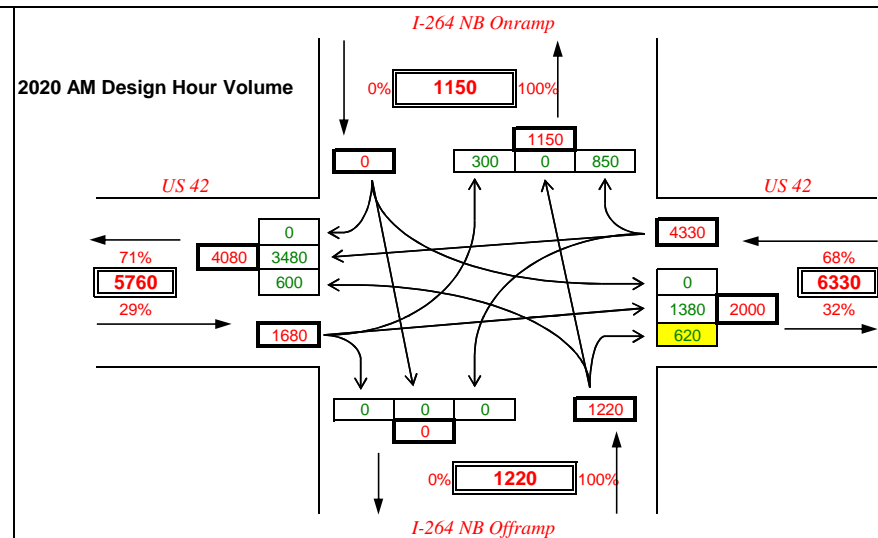 I-264 NB Onramp
2020 AM Design Hour Volume
0% 1150 100%
1150
0
300 0 850
US 42
US 42
0
4080 3480
600
4330
71%
5760
29%
68%
6330
32%
0
1380 2000
620
1680
0 0 0
0
1220
0% 1220 100%
I-264 NB Offramp